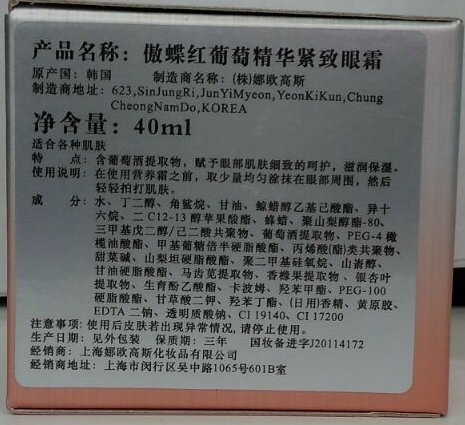 产品名称：傲蝶红葡萄精华紧致眼霜
原产国：韩国 制造商名称：(株)娜欧高斯
制造商地址：623,SinJungRi,JunYiMyeon,YeonKiKun,Chung
CheongNamDo,KOREA
净含量：40ml
适合各种肌肤
特 点：含葡萄酒提取物，赋予眼部肌肤细致的呵护，滋润保湿。
使用说明：在使用营养霜之前，取少量均匀涂抹在眼部周围，然后
轻轻拍打肌肤。
成 分：水、丁二醇、角鲨烷、甘油、鲸蜡醇乙基己酸酯、异十
六烷、二 C12-13 醇苹果酸酯、蜂蜡、聚山梨醇酯-80、
三甲基戊二醇/己二酸共聚物、葡萄酒提取物、PEG-4 橄
榄油酸酯、甲基葡糖倍半硬脂酸酯、丙烯酸(酯)类共聚物、
甜菜碱、山梨坦硬脂酸酯、聚二甲基硅氧烷、山嵛醇、
甘油硬脂酸酯、马齿苋提取物、香橼果提取物、银杏叶
提取物、生育酚乙酸酯、卡波姆、羟苯甲酯、PEG-100
硬脂酸酯、甘草酸二钾、羟苯丁酯、(日用)香精、黄原胶、
EDTA 二钠、透明质酸钠、CI 19140、CI 17200
注意事项：使用后皮肤若出现异常情况，请停止使用。
生产日期：见外包装 保质期：三年 国妆备进字J20114172
经销商：上海娜欧高斯化妆品有限公司
经销商地址：上海市闵行区吴中路1065号601B室